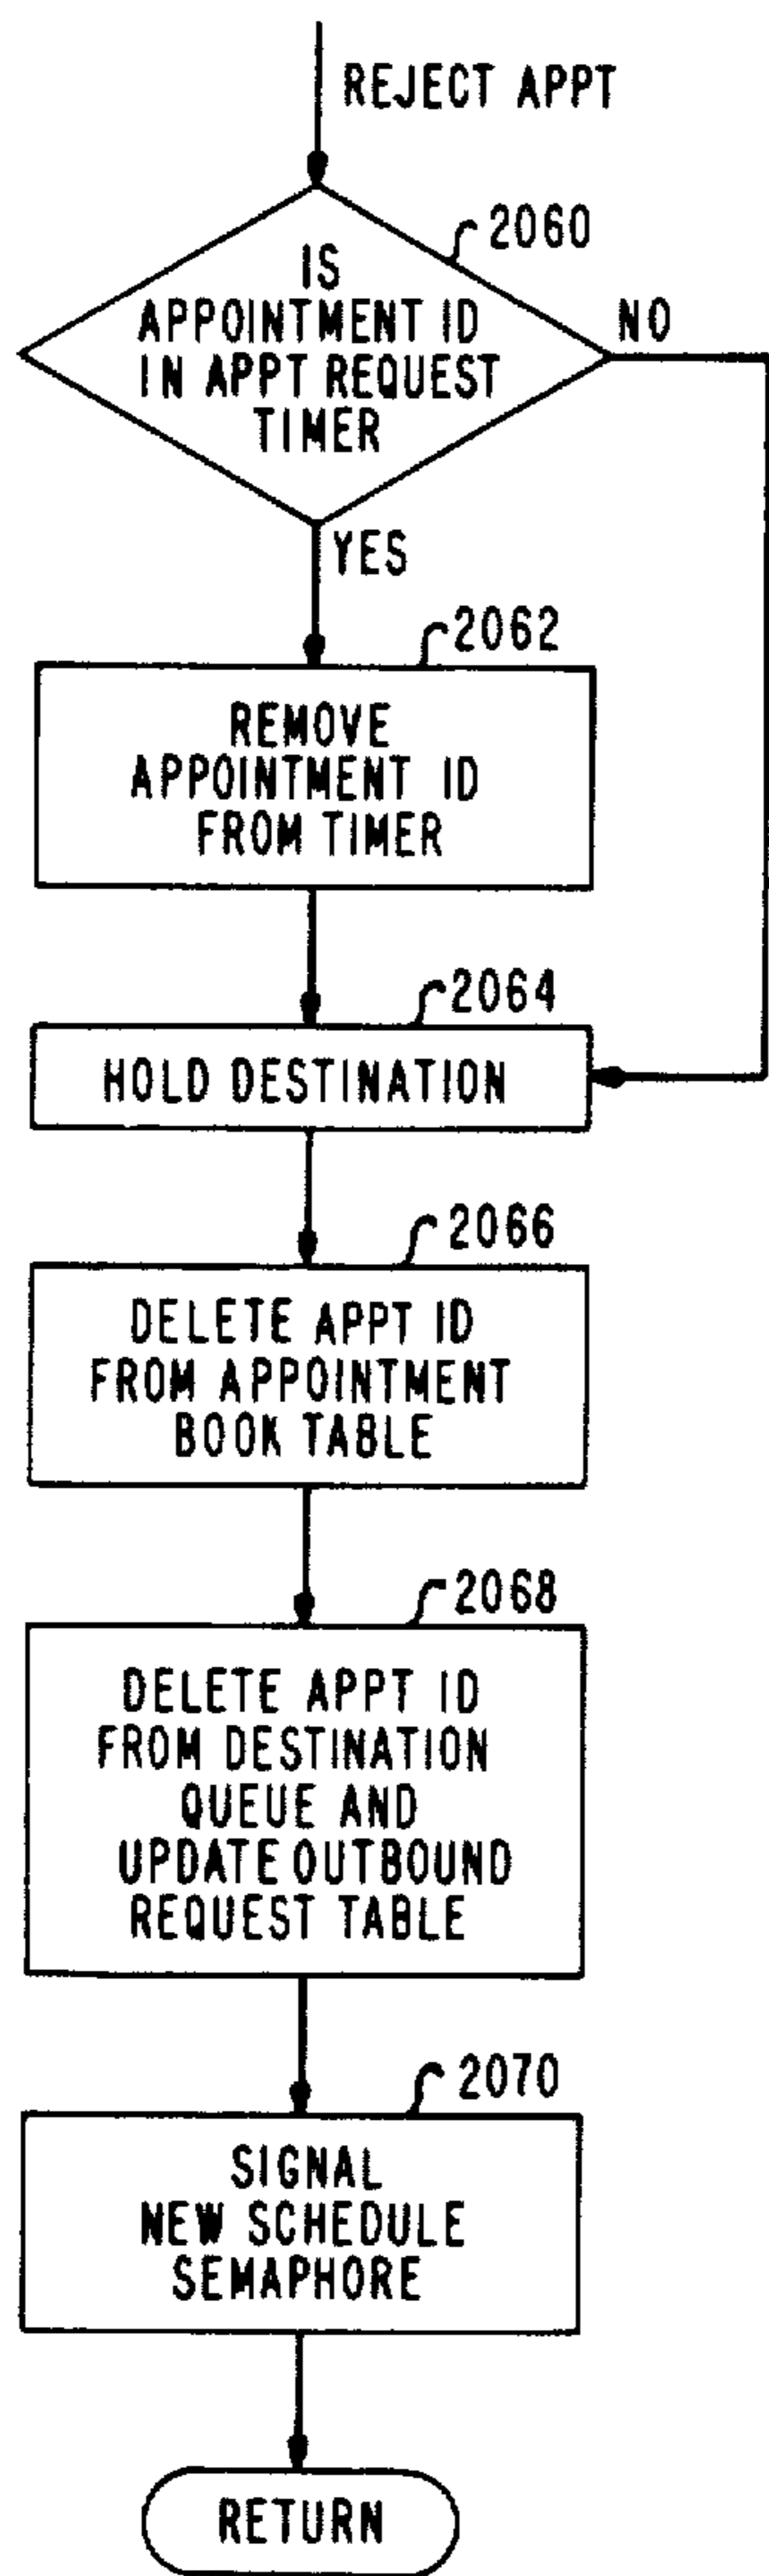 REJECT APPT
2060
IS
APPOINTMENT ID
IN APPT REQUEST
TIMER
NO
YES
2062
REMOVE
APPOINTMENT ID
FROM TIMER
2064
HOLD DESTINATION
2066
DELETE APPT ID
FROM APPOINTMENT
BOOK TABLE
2068
DELETE APPT ID
FROM DESTINATION
QUEUE AND
UPDATE OUTBOUND
REQUEST TABLE
2070
SIGNAL
NEW SCHEDULE
SEMAPHORE
RETURN